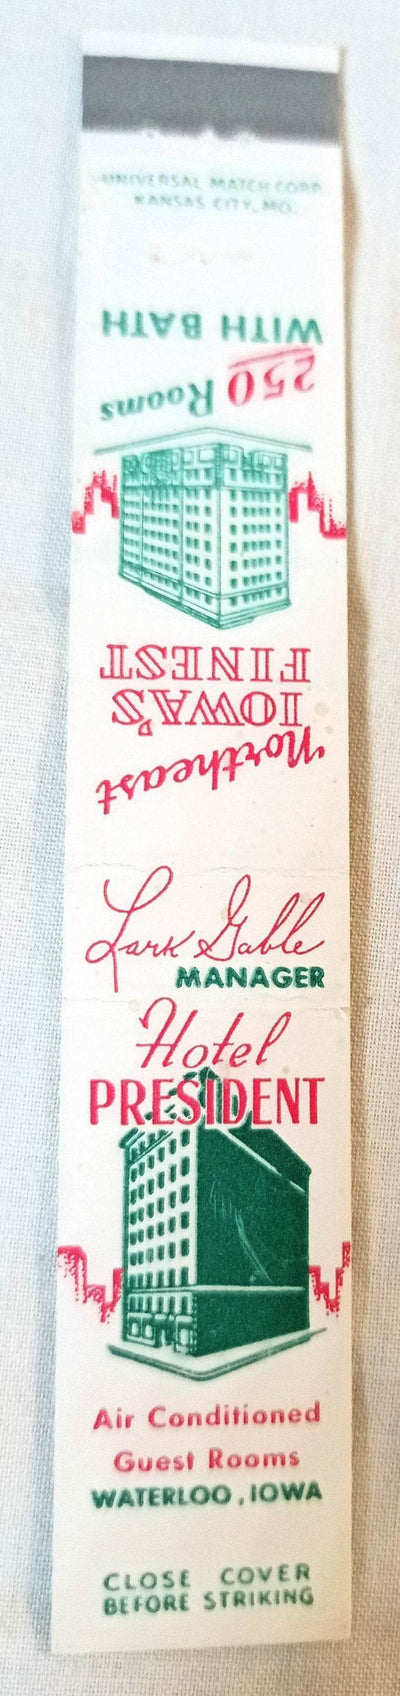 UNIVERSAL MATCH CORP.
KANSAS CITY, MO.
Northeast
IOWA'S
FINEST
250 Rooms
WITH BATH
Lark Gable
MANAGER
Hotel
PRESIDENT
Air Conditioned
Guest Rooms
WATERLOO, IOWA
CLOSE COVER
BEFORE STRIKING